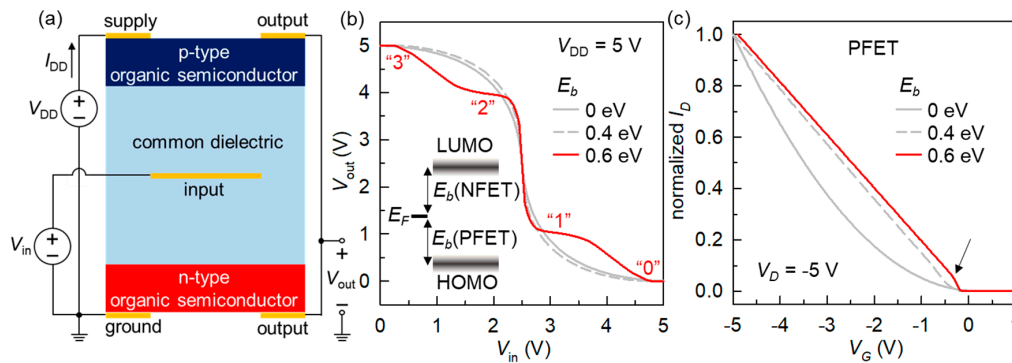 (a)
supply
output
p-type
organic semiconductor
I_DD
V_DD
common dielectric
input
V_in
n-type
organic semiconductor
V_out
ground
output
(b)
V_DD = 5 V
"3"
E_b
0 eV
0.4 eV
0.6 eV
"2"
LUMO
E_b(NFET)
E_F
E_b(PFET)
HOMO
"1"
"0"
V_out (V)
5
4
3
2
1
0
0 1 2 3 4 5
V_in (V)
(c)
PFET
E_b
0 eV
0.4 eV
0.6 eV
V_D = -5 V
normalized I_D
1.0
0.8
0.6
0.4
0.2
0.0
-5 -4 -3 -2 -1 0
V_G (V)